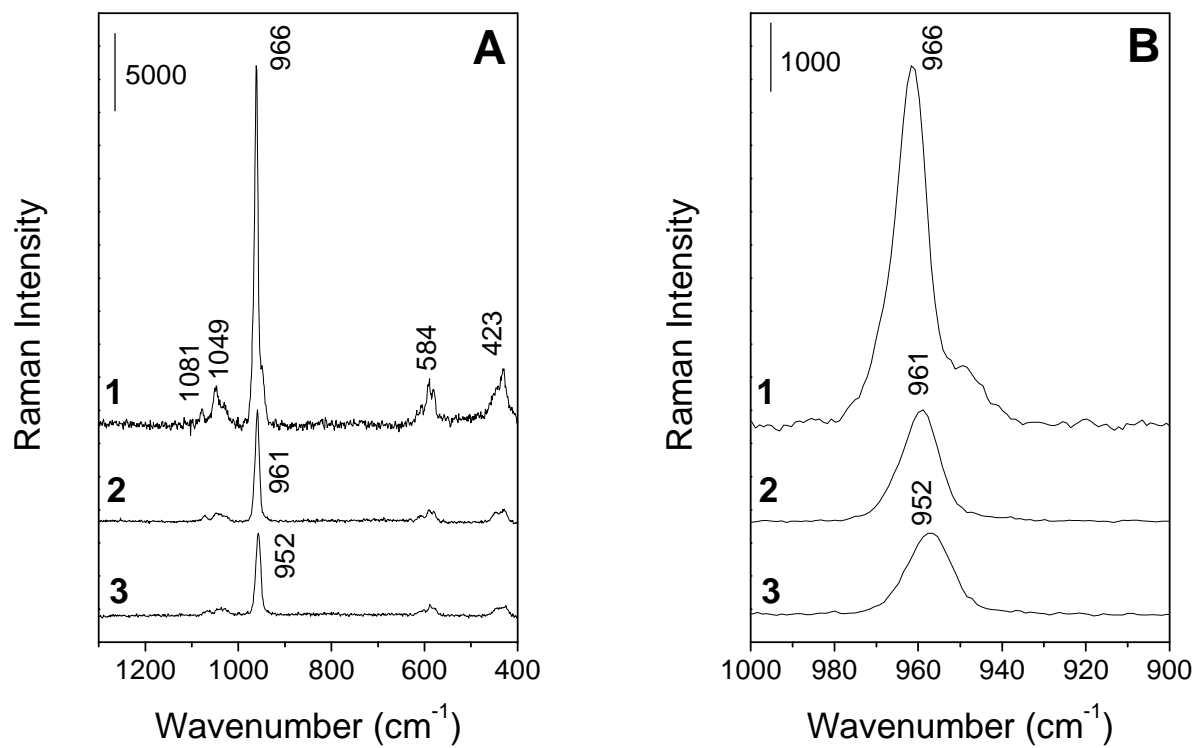 A
5000
966
1081
1049
584
423
1
2
961
3
952
1200 1000 800 600 400
Wavenumber (cm-1)
Raman Intensity
B
1000
966
961
1
952
2
3
1000 980 960 940 920 900
Wavenumber (cm-1)
Raman Intensity